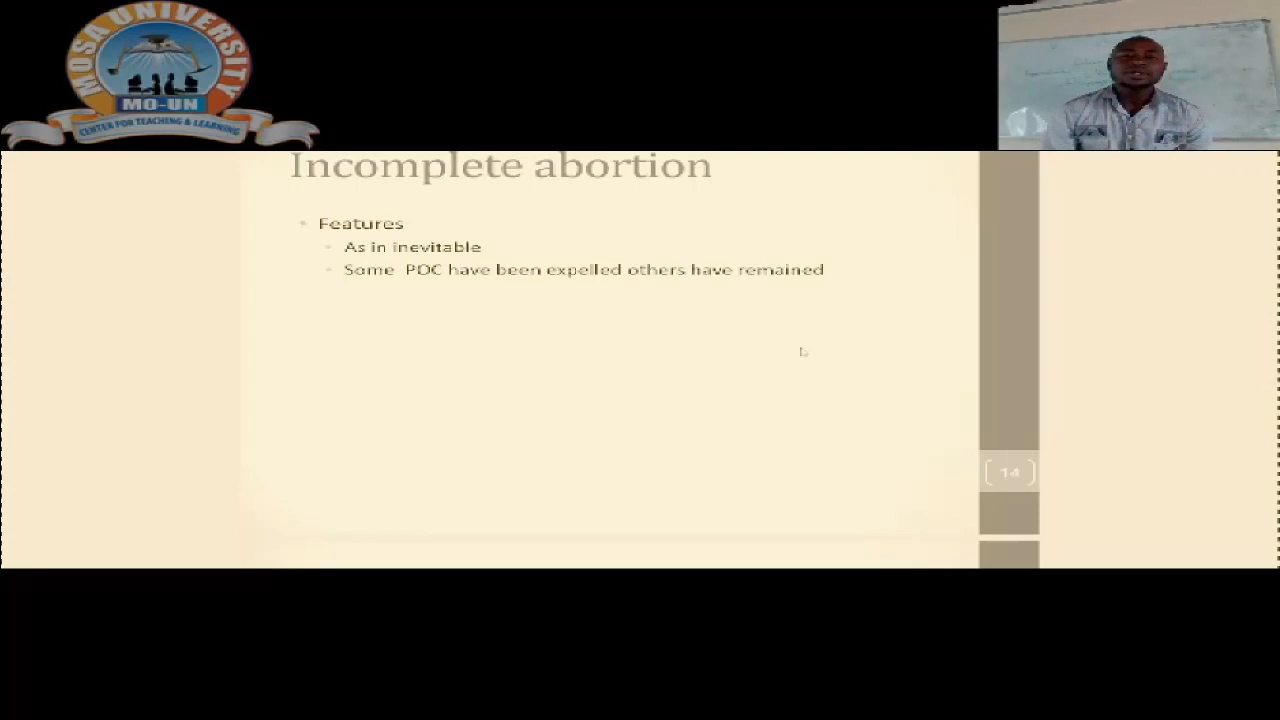 MOSA UNIVERSITY
MO-UN
CENTER FOR TEACHING & LEARNING
Incomplete abortion
Features
As in inevitable
Some POC have been expelled others have remained
14